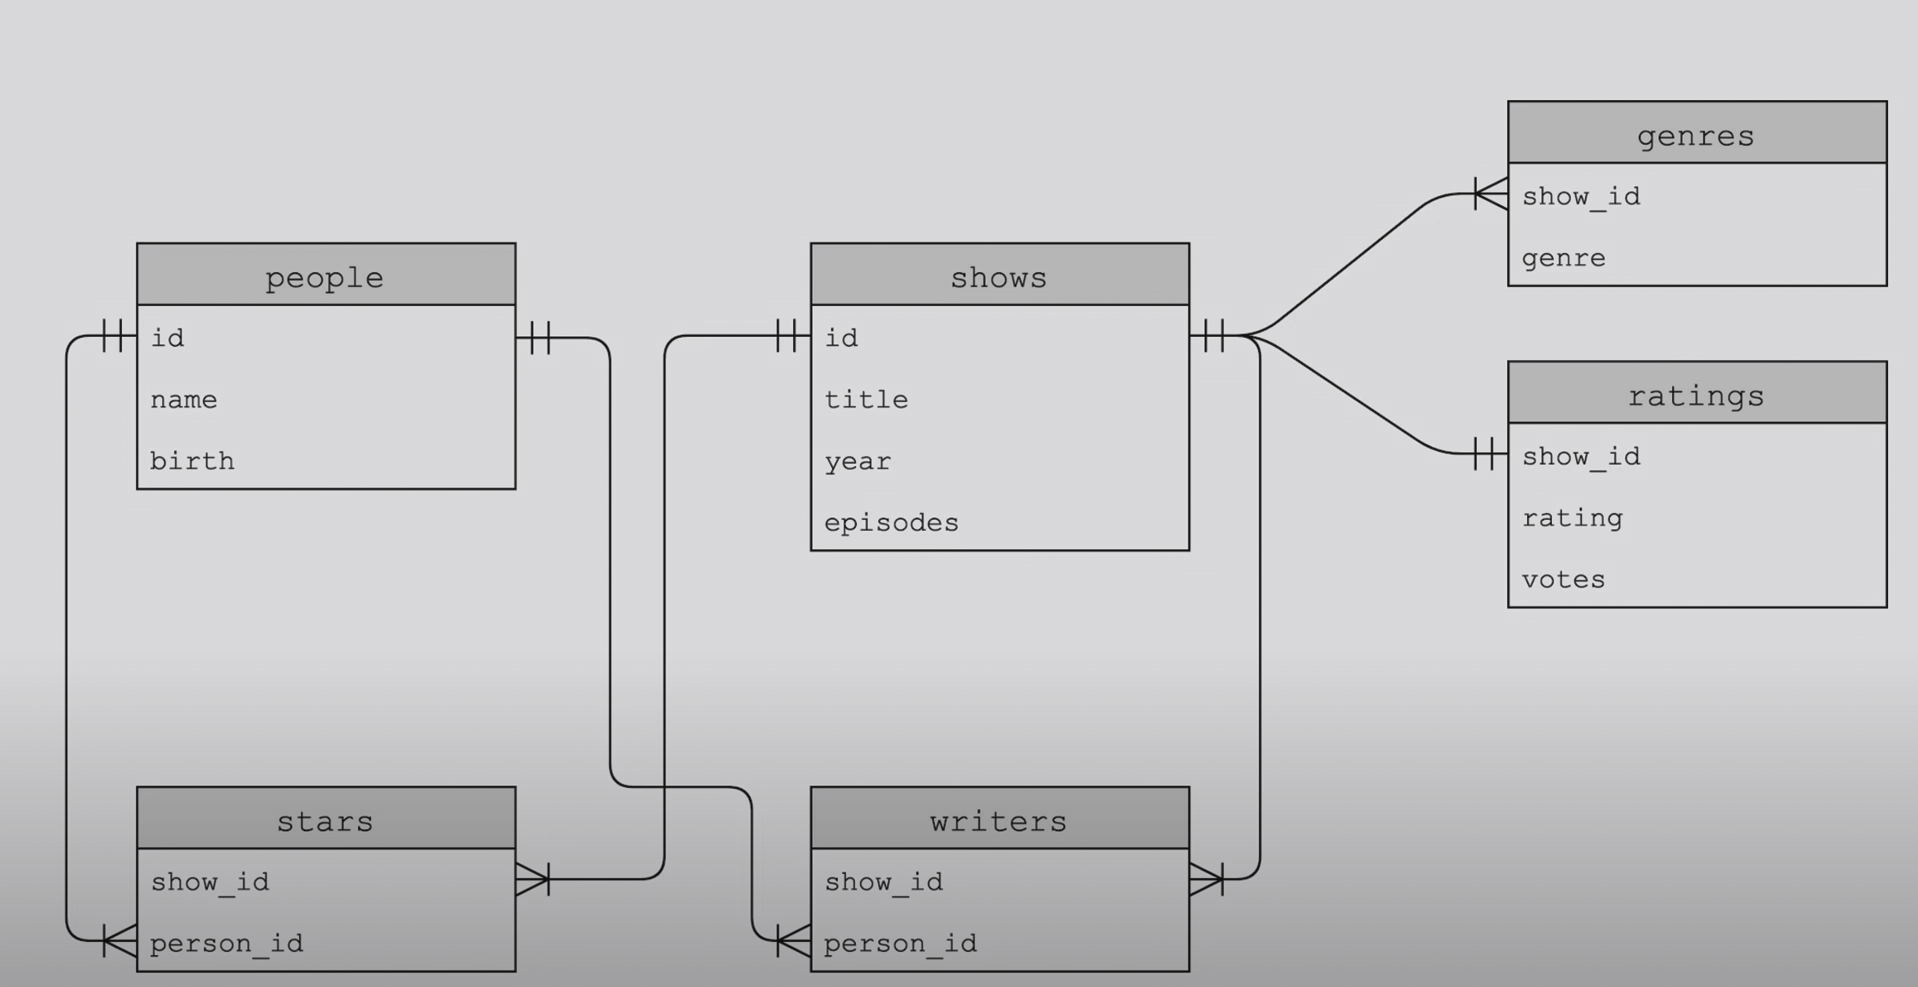 people
id
name
birth
shows
id
title
year
episodes
genres
show_id
genre
ratings
show_id
rating
votes
stars
show_id
person_id
writers
show_id
person_id